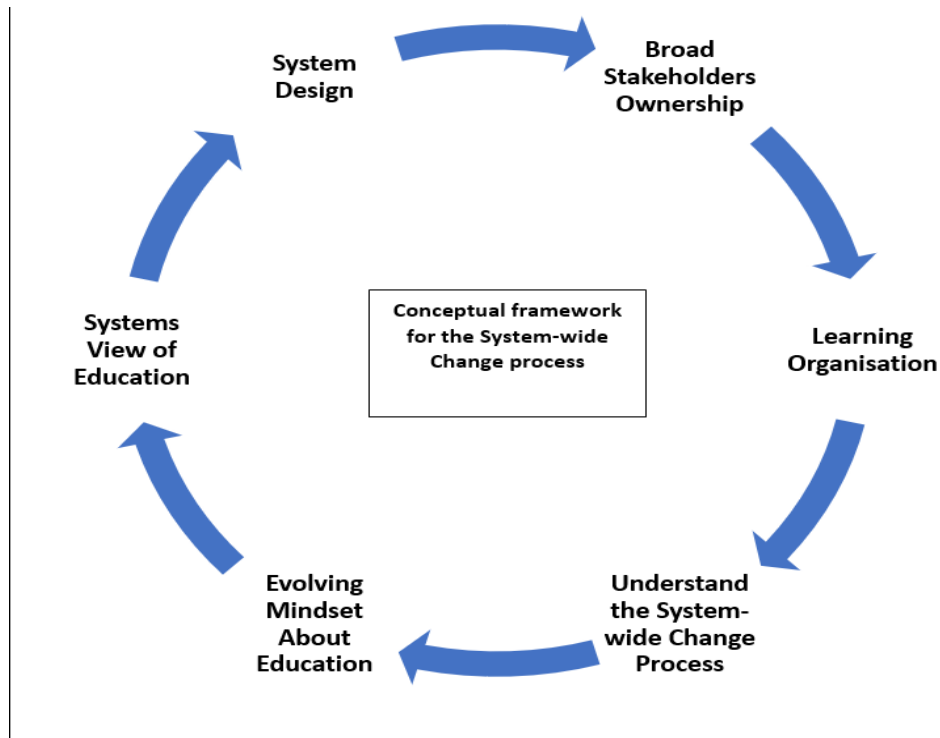 System
Design
Broad
Stakeholders
Ownership
Learning
Organisation
Understand
the System-
wide Change
Process
Evolving
Mindset
About
Education
Systems
View of
Education
Conceptual framework
for the System-wide
Change process